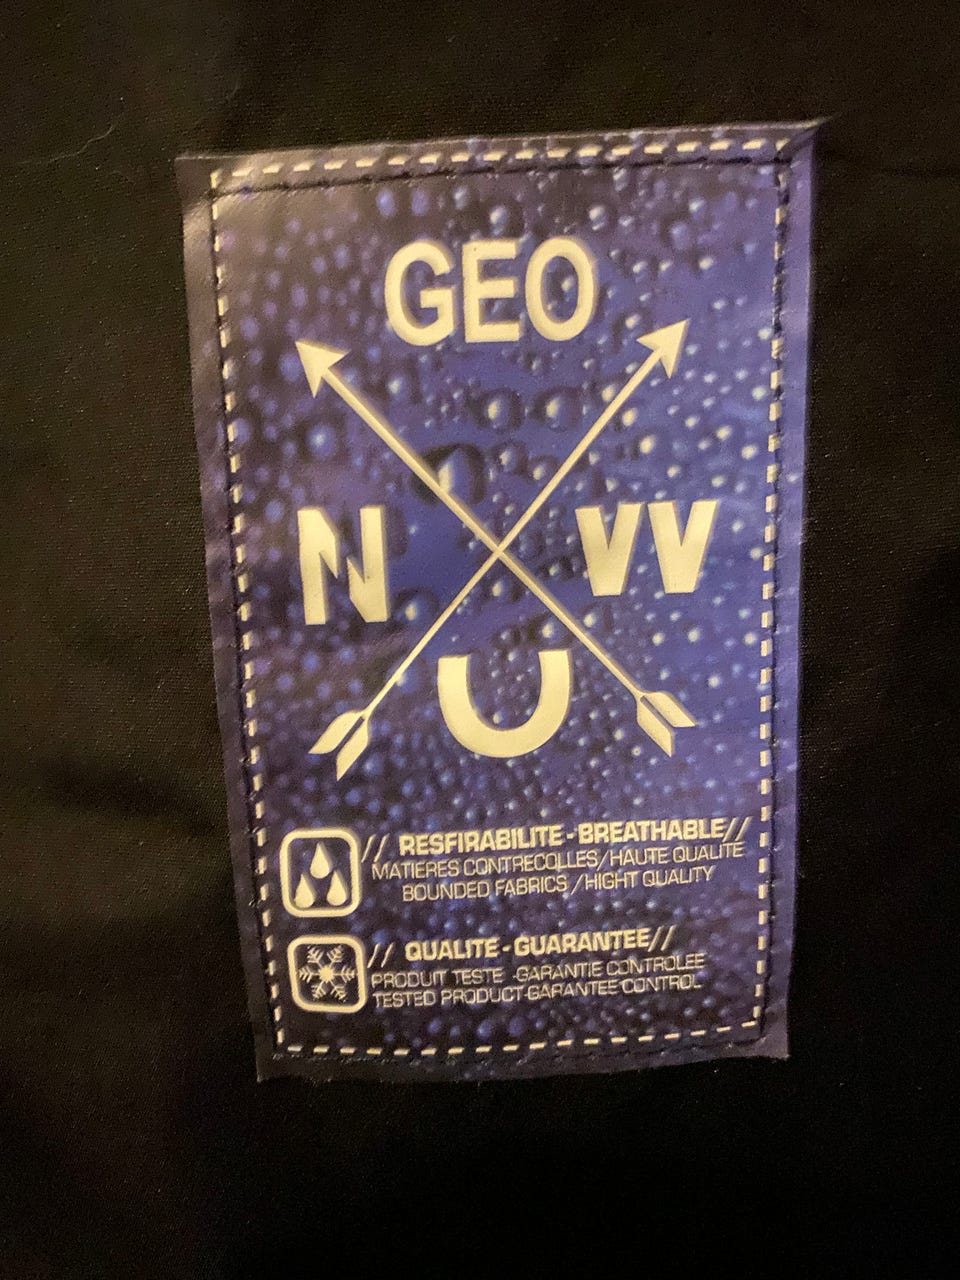 GEO
N W
U
// RESFIRABILITE - BREATHABLE//
MATIERES CONTRECOLLES/HAUTE QUALITE
BOUNDED FABRICS /HIGHT QUALITY
// QUALITE - GUARANTEE//
PRODUIT TESTE -GARANTIE CONTROLEE
TESTED PRODUCT-GARANTEE CONTROL